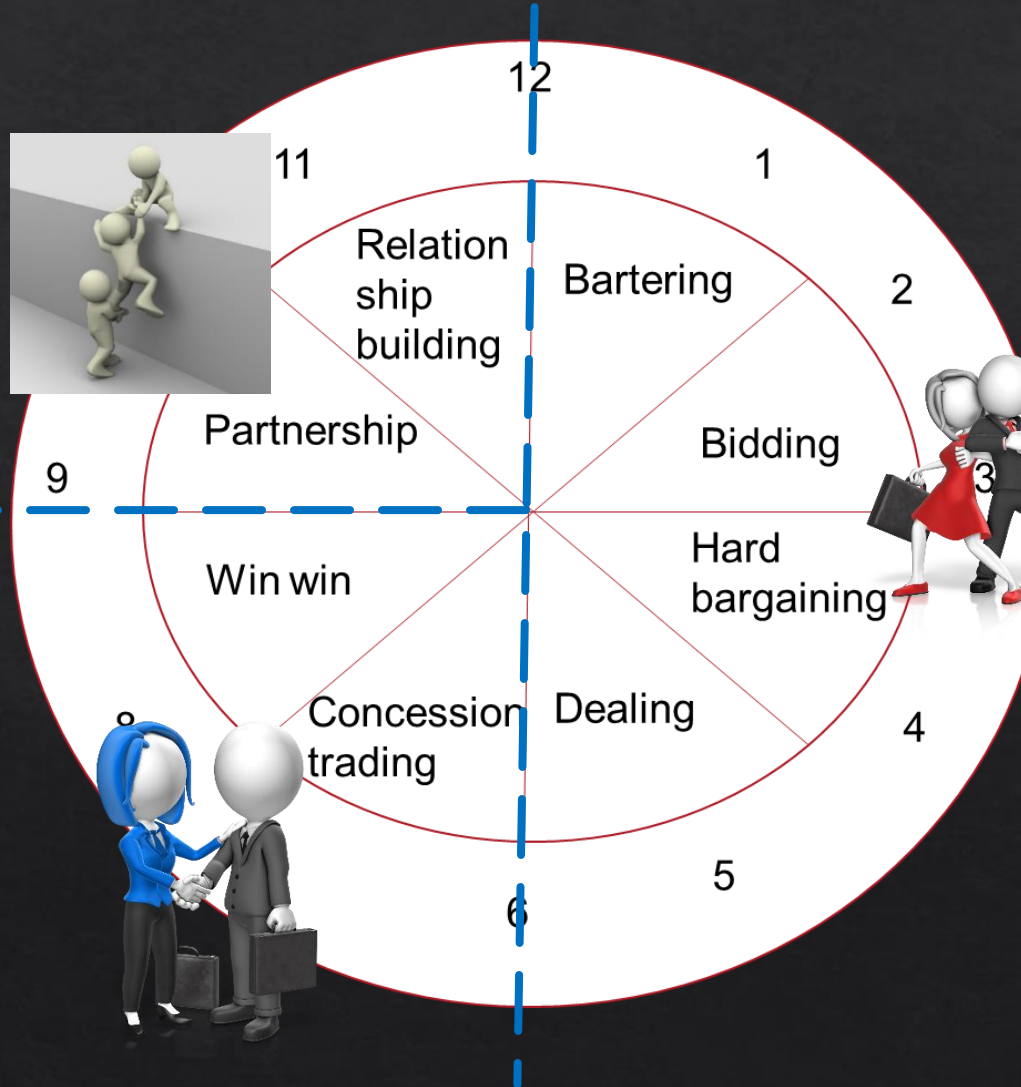 12
11
1
2
Relation
ship
building
Bartering
Partnership
Bidding
9
3
Hard
bargaining
Win win
Concession
trading
Dealing
8
4
5
6